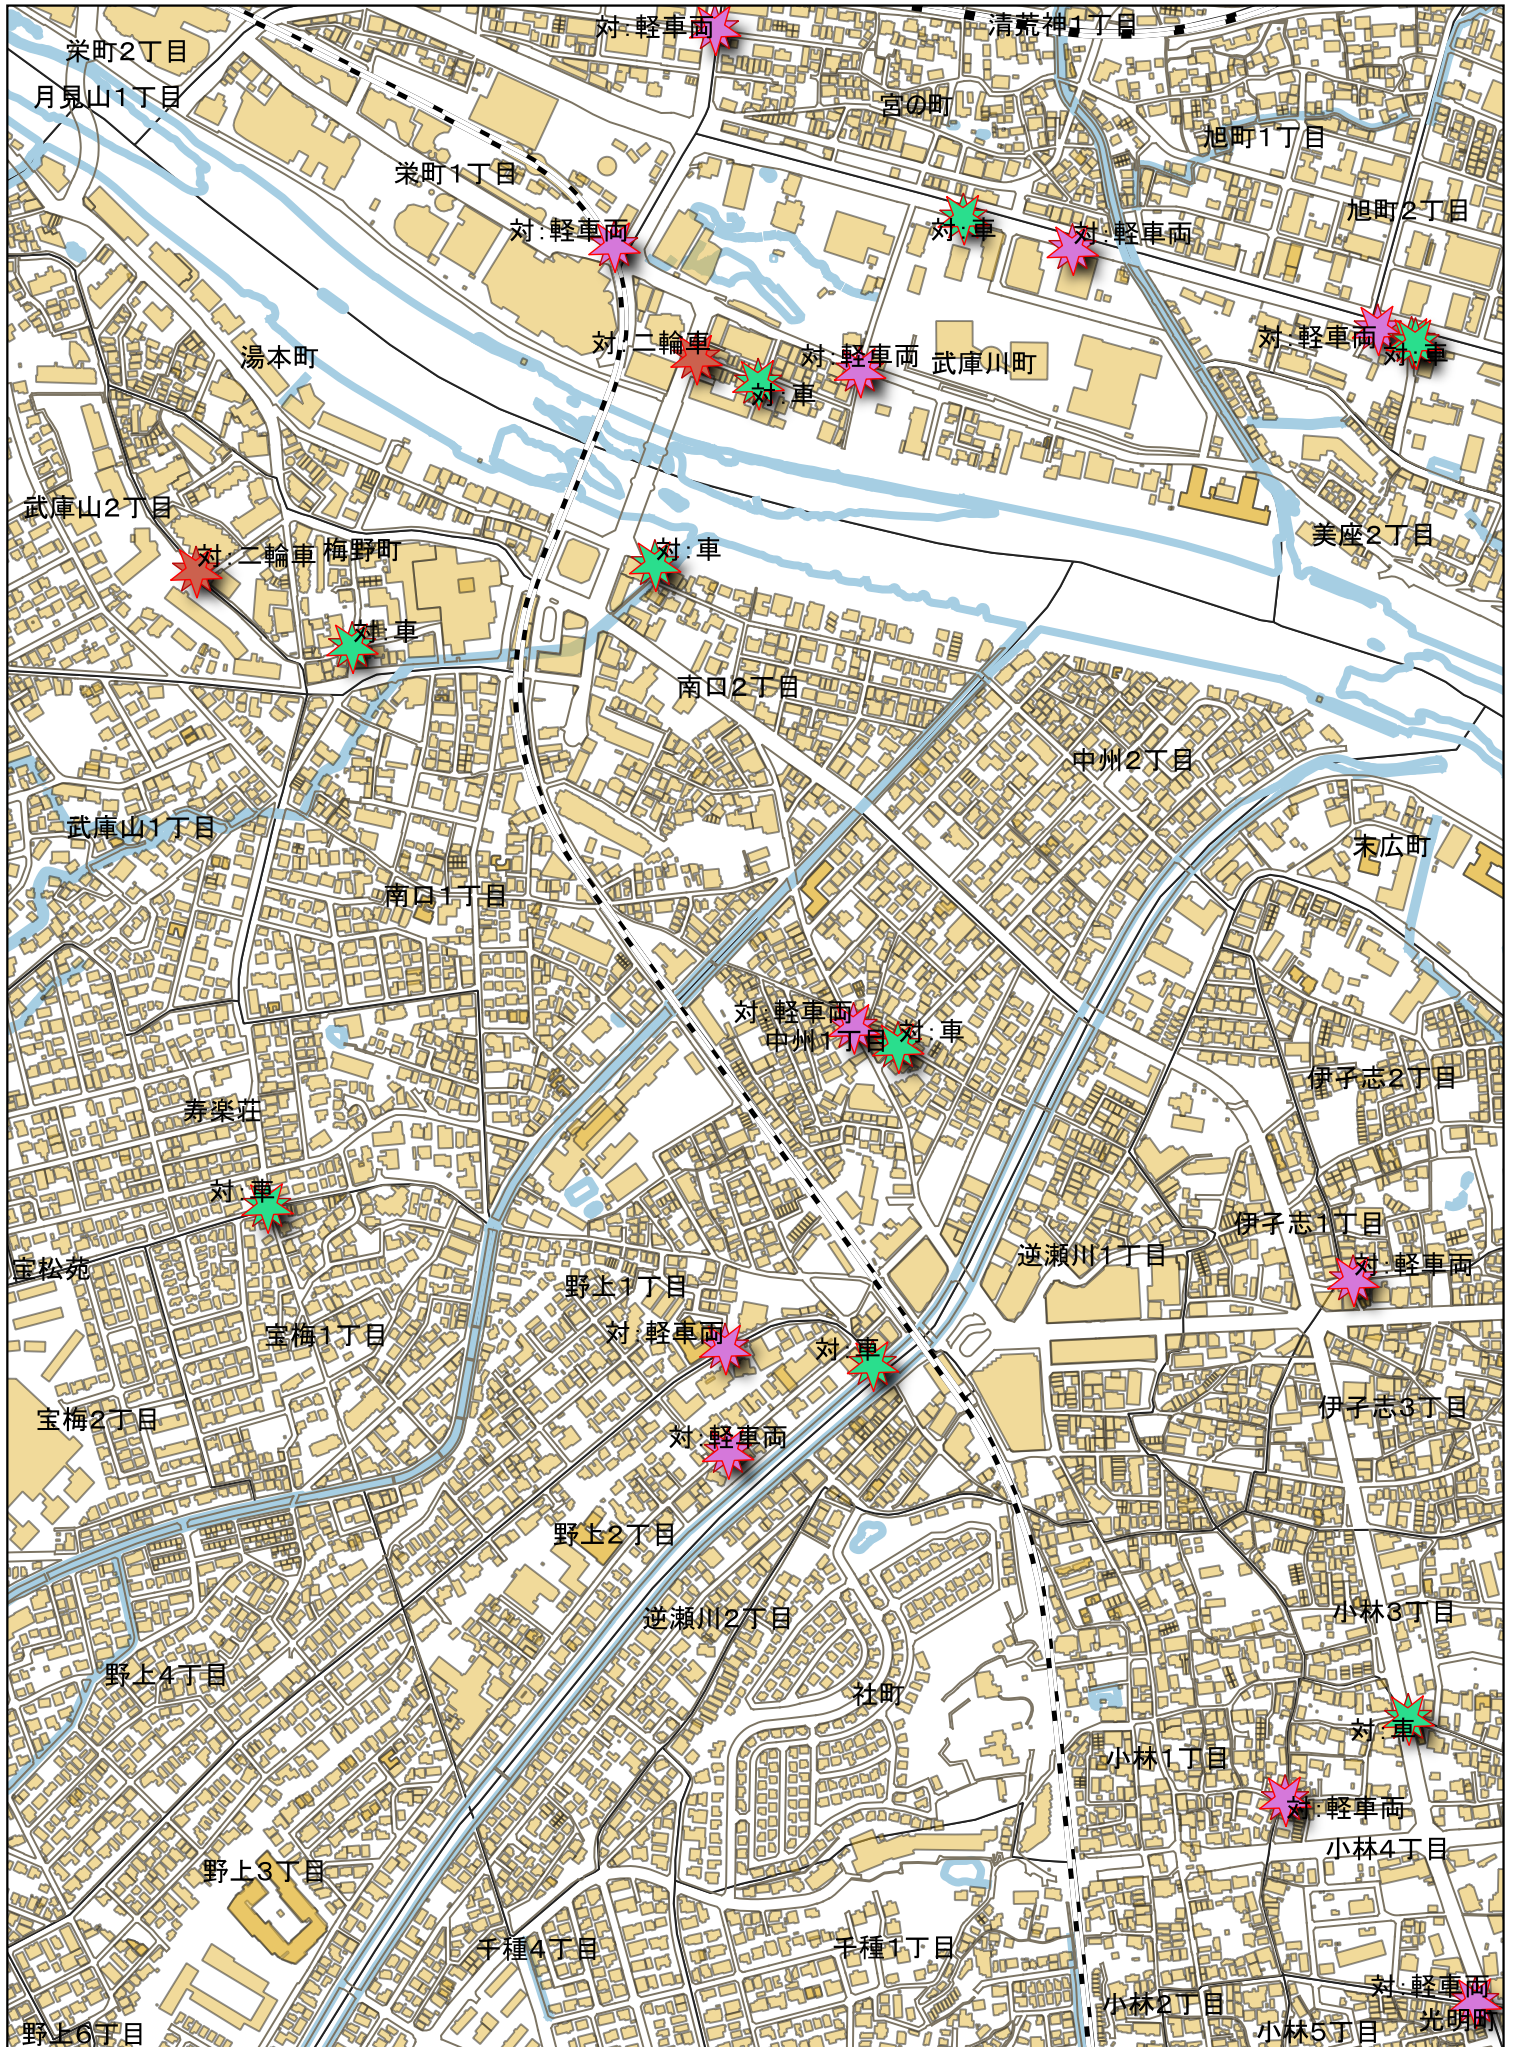 対：軽車両
清荒神１丁目
栄町２丁目
月見山１丁目
宮の町
旭町１丁目
栄町１丁目
旭町２丁目
対：軽車両
対：車
対：軽車両
対：軽車両
対：車
対：二輪車
対：軽車両
武庫川町
湯本町
対：車
武庫山２丁目
美座２丁目
対：二輪車
梅野町
対：車
対：車
南口２丁目
中州２丁目
武庫山１丁目
末広町
南口１丁目
対：軽車両
中州１丁目
対：車
伊孑志２丁目
寿楽荘
対：車
伊孑志１丁目
逆瀬川１丁目
対：軽車両
宝松苑
野上１丁目
宝梅１丁目
対：軽車両
対：車
宝梅２丁目
伊孑志３丁目
対：軽車両
野上２丁目
逆瀬川２丁目
小林３丁目
野上４丁目
社町
対：車
小林１丁目
対：軽車両
小林４丁目
野上３丁目
千種４丁目
千種１丁目
対：軽車両
小林２丁目
光明町
野上６丁目
小林５丁目